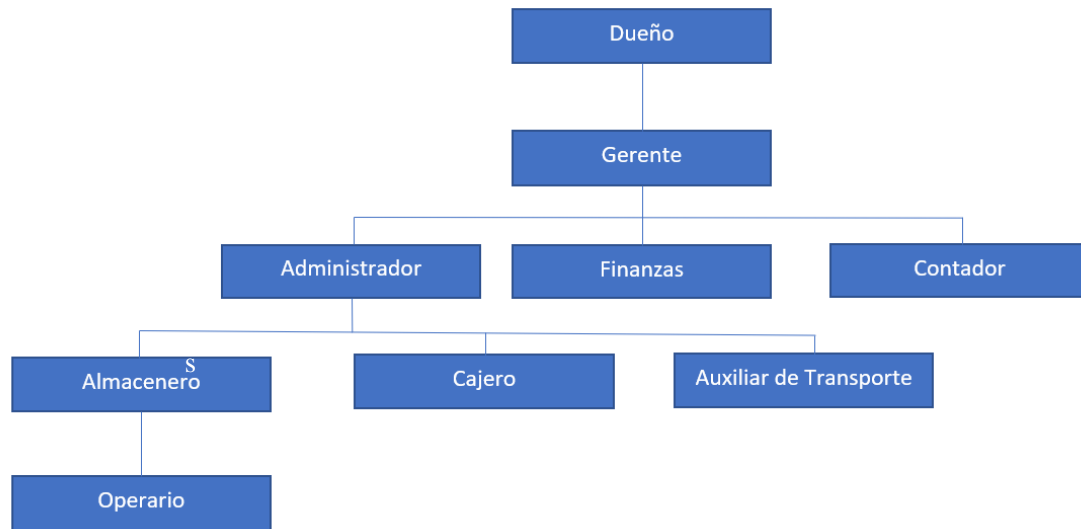 Dueño
Gerente
Administrador
Finanzas
Contador
S
Almacenero
Cajero
Auxiliar de Transporte
Operario